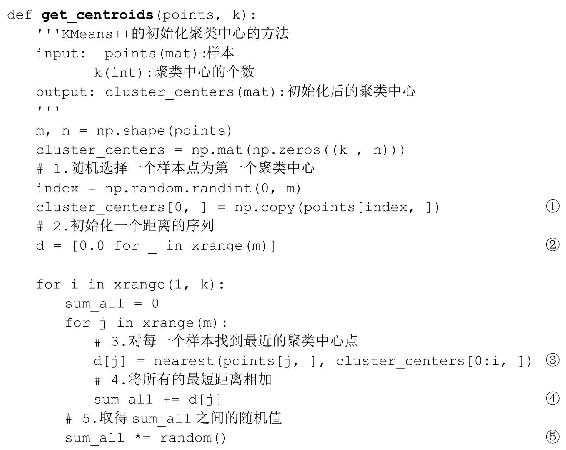 def get_centroids(points, k):
'''KMeans++的初始化聚类中心的方法
input: points(mat):样本
k(int):聚类中心的个数
output: cluster_centers(mat):初始化后的聚类中心
'''
m, n = np.shape(points)
cluster_centers = np.mat(np.zeros((k , n)))
# 1.随机选择一个样本点为第一个聚类中心
index = np.random.randint(0, m)
cluster_centers[0, ] = np.copy(points[index, ]) ①
# 2.初始化一个距离的序列
d = [0.0 for _ in xrange(m)] ②
for i in xrange(1, k):
sum_all = 0
for j in xrange(m):
# 3.对每一个样本找到最近的聚类中心点
d[j] = nearest(points[j, ], cluster_centers[0:i, ]) ③
# 4.将所有的最短距离相加
sum_all += d[j] ④
# 5.取得 sum_all 之间的随机值
sum_all *= random() ⑤